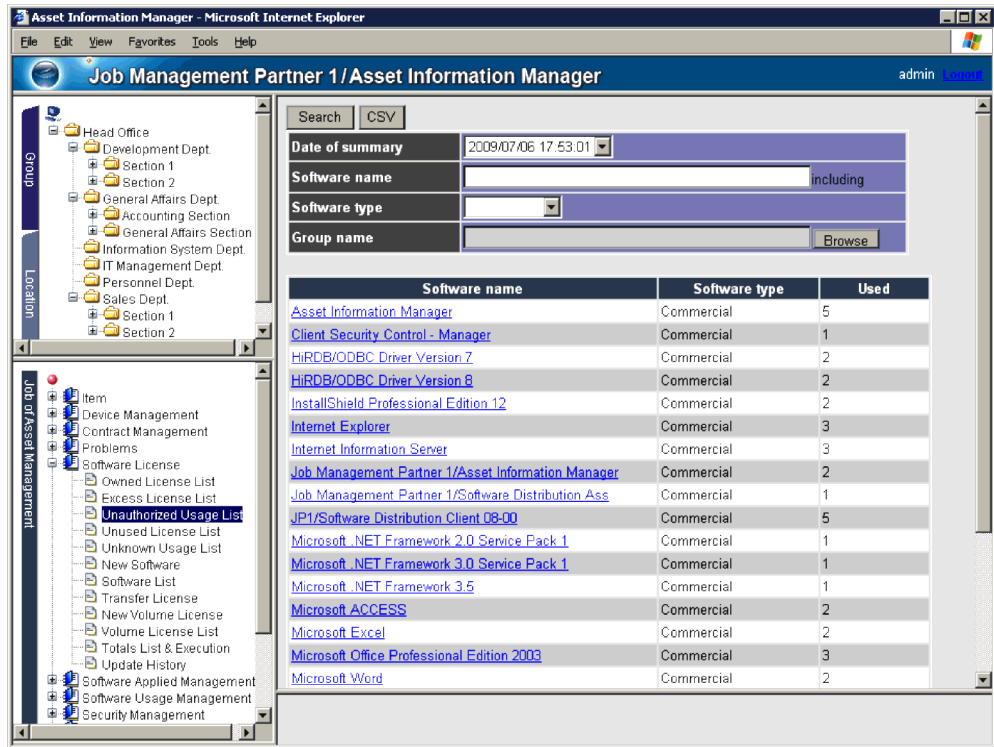 Asset Information Manager - Microsoft Internet Explorer
File Edit View Favorites Tools Help
Job Management Partner 1/Asset Information Manager
admin Logout
Group
Location
Head Office
Development Dept.
Section 1
Section 2
General Affairs Dept.
Accounting Section
General Affairs Section
Information System Dept.
IT Management Dept.
Personnel Dept.
Sales Dept.
Section 1
Section 2
Job of Asset Management
Item
Device Management
Contract Management
Problems
Software License
Owned License List
Excess License List
Unauthorized Usage List
Unused License List
Unknown Usage List
New Software
Software List
Transfer License
New Volume License
Volume License List
Totals List & Execution
Update History
Software Applied Management
Software Usage Management
Security Management
Search CSV
Date of summary 2009/07/06 17:53:01
Software name including
Software type
Group name Browse
Software name Software type Used
Asset Information Manager Commercial 5
Client Security Control - Manager Commercial 1
HiRDB/ODBC Driver Version 7 Commercial 2
HiRDB/ODBC Driver Version 8 Commercial 2
InstallShield Professional Edition 12 Commercial 2
Internet Explorer Commercial 3
Internet Information Server Commercial 3
Job Management Partner 1/Asset Information Manager Commercial 2
Job Management Partner 1/Software Distribution Ass Commercial 1
JP1/Software Distribution Client 08-00 Commercial 5
Microsoft .NET Framework 2.0 Service Pack 1 Commercial 1
Microsoft .NET Framework 3.0 Service Pack 1 Commercial 1
Microsoft .NET Framework 3.5 Commercial 1
Microsoft ACCESS Commercial 2
Microsoft Excel Commercial 2
Microsoft Office Professional Edition 2003 Commercial 3
Microsoft Word Commercial 2